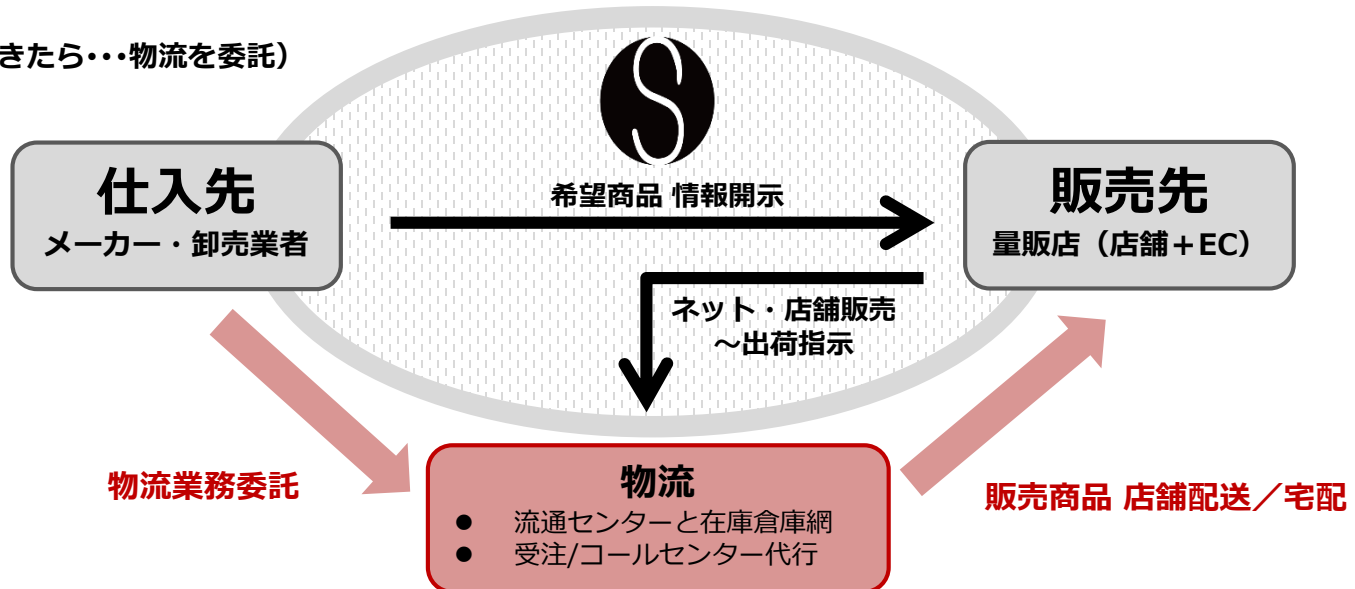 きたら･･･物流を委託）
S
希望商品 情報開示
仕入先
メーカー・卸売業者
販売先
量販店（店舗＋EC）
ネット・店舗販売
～出荷指示
物流業務委託
物流
● 流通センターと在庫倉庫網
● 受注/コールセンター代行
販売商品 店舗配送／宅配